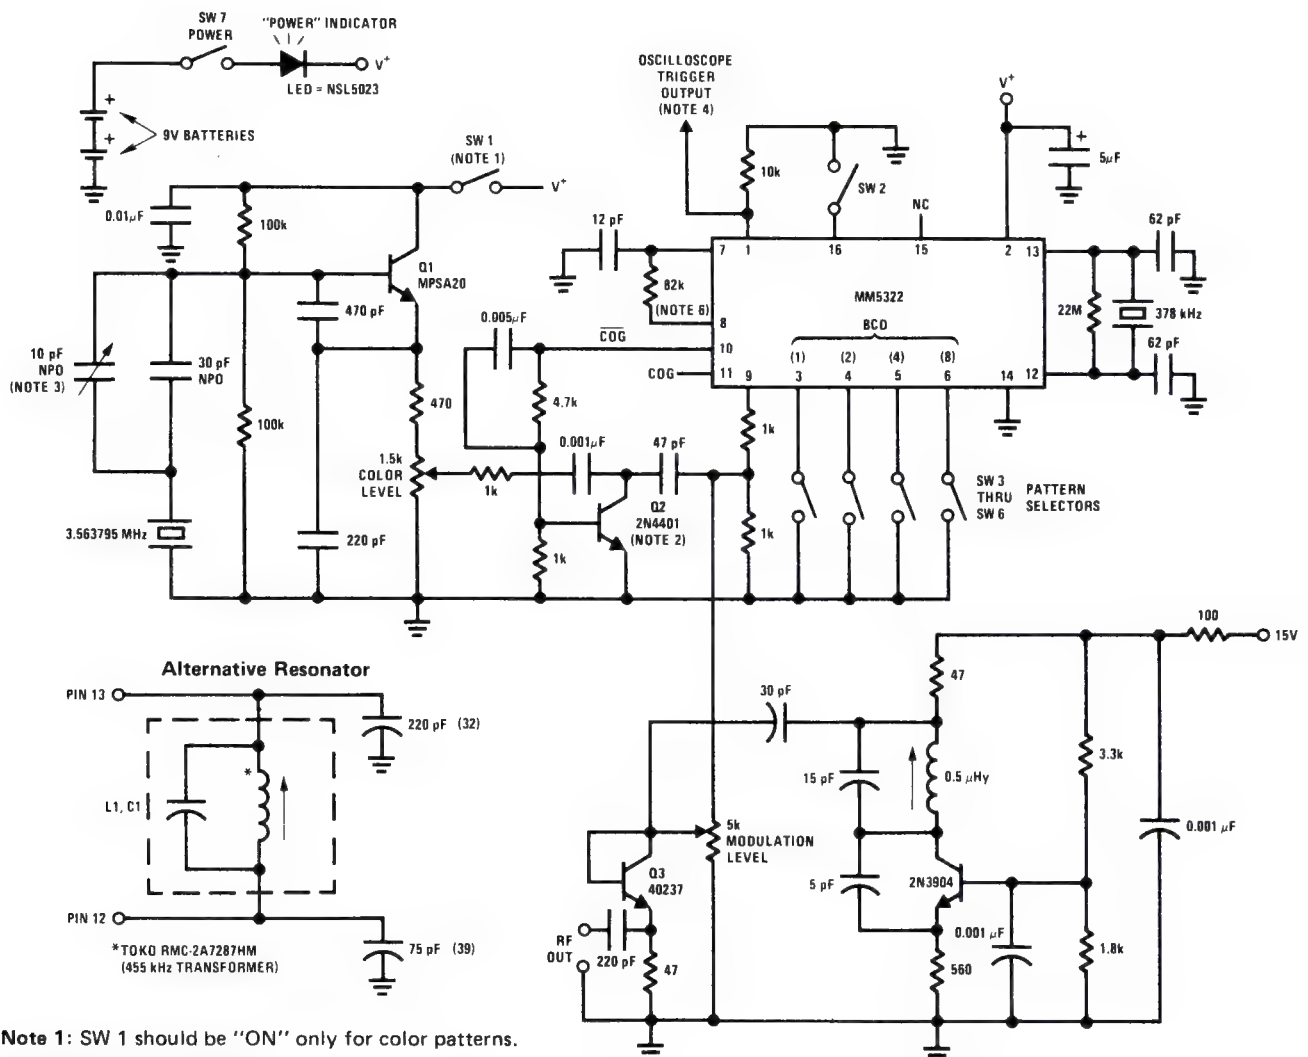 SW 7
POWER
"POWER" INDICATOR
V+
LED = NSL5023
+
+
9V BATTERIES
SW 1
(NOTE 1)
V+
0.01µF
100k
Q1
MPSA20
470 pF
10 pF
NPO
(NOTE 3)
30 pF
NPO
100k
470
1.5k
COLOR
LEVEL
3.563795 MHz
220 pF
OSCILLOSCOPE
TRIGGER
OUTPUT
(NOTE 4)
10k
SW 2
NC
V+
+
5µF
12 pF
7
1
16
15
2
13
62 pF
82k
(NOTE 6)
8
MM5322
22M
378 kHz
BCD
0.005µF
COG
10
(1)
(2)
(4)
(8)
62 pF
COG
11
9
3
4
5
6
14
12
4.7k
1k
0.001µF
47 pF
1k
Q2
2N4401
(NOTE 2)
1k
1k
SW 3
THRU
SW 6
PATTERN
SELECTORS
Alternative Resonator
PIN 13
220 pF (32)
*
L1, C1
PIN 12
75 pF (39)
*TOKO RMC-2A7287HM
(455 kHz TRANSFORMER)
100
15V
47
30 pF
3.3k
15 pF
0.5 µHy
5k
MODULATION
LEVEL
0.001 µF
Q3
40237
5 pF
2N3904
0.001 µF
1.8k
RF
OUT
220 pF
47
560
Note 1: SW 1 should be "ON" only for color patterns.